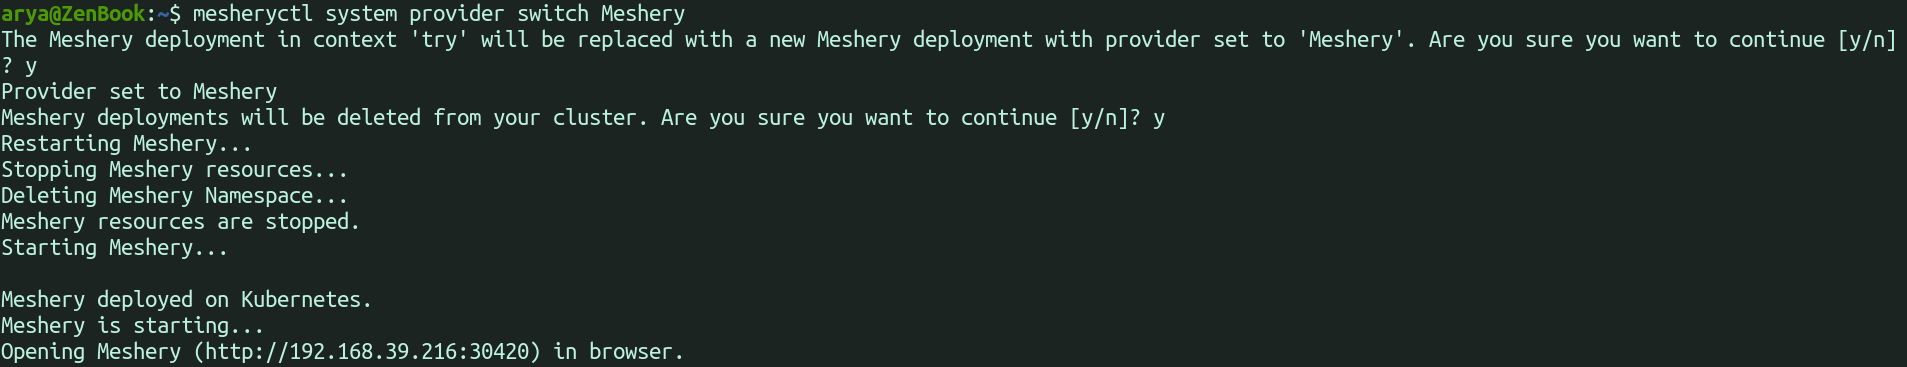 arya@ZenBook:~$ mesheryctl system provider switch Meshery
The Meshery deployment in context 'try' will be replaced with a new Meshery deployment with provider set to 'Meshery'. Are you sure you want to continue [y/n]
? y
Provider set to Meshery
Meshery deployments will be deleted from your cluster. Are you sure you want to continue [y/n]? y
Restarting Meshery...
Stopping Meshery resources...
Deleting Meshery Namespace...
Meshery resources are stopped.
Starting Meshery...
Meshery deployed on Kubernetes.
Meshery is starting...
Opening Meshery (http://192.168.39.216:30420) in browser.